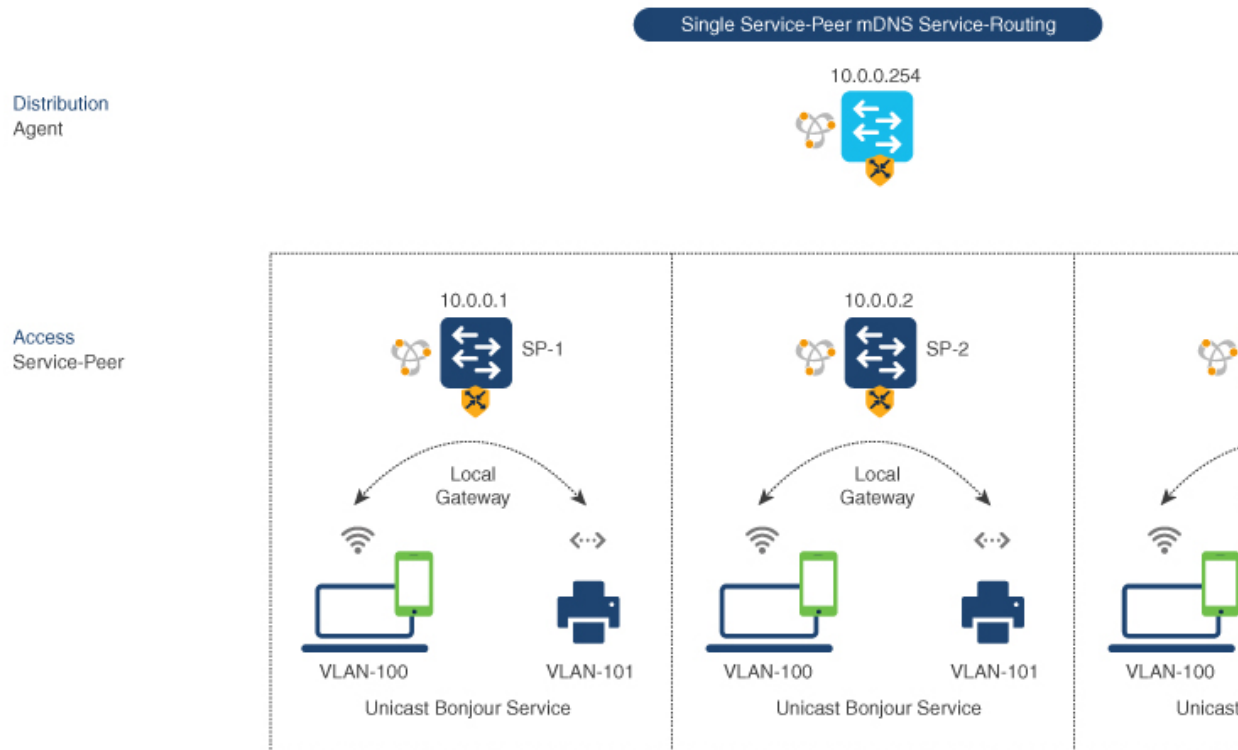 Single Service-Peer mDNS Service-Routing
10.0.0.254
Distribution
Agent
10.0.0.1
10.0.0.2
Access
Service-Peer
SP-1
SP-2
Local
Gateway
Local
Gateway
VLAN-100
VLAN-101
VLAN-100
VLAN-101
VLAN-100
Unicast Bonjour Service
Unicast Bonjour Service
Unicast